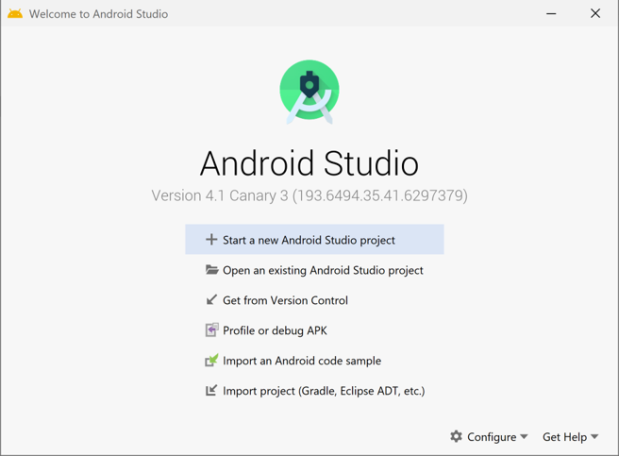 Welcome to Android Studio
Android Studio
Version 4.1 Canary 3 (193.6494.35.41.6297379)
Start a new Android Studio project
Open an existing Android Studio project
Get from Version Control
Profile or debug APK
Import an Android code sample
Import project (Gradle, Eclipse ADT, etc.)
Configure Get Help